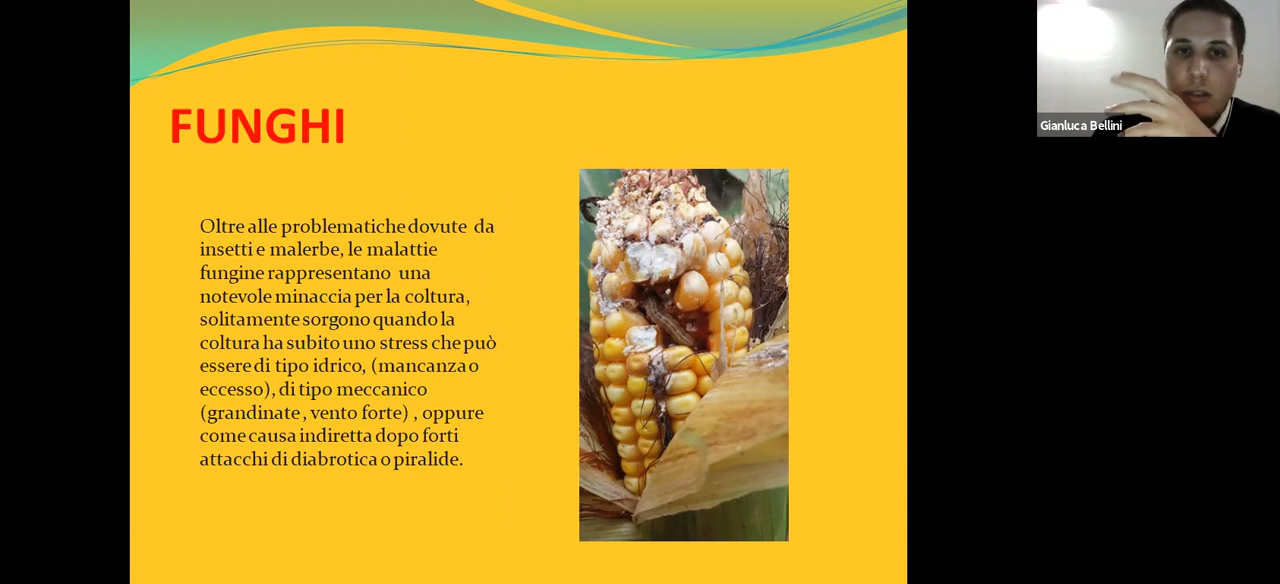 FUNGHI
Oltre alle problematiche dovute da
insetti e malerbe, le malattie
fungine rappresentano una
notevole minaccia per la coltura,
solitamente sorgono quando la
coltura ha subito uno stress che può
essere di tipo idrico, (mancanza o
eccesso), di tipo meccanico
(grandinate , vento forte) , oppure
come causa indiretta dopo forti
attacchi di diabrotica o piralide.
Gianluca Bellini